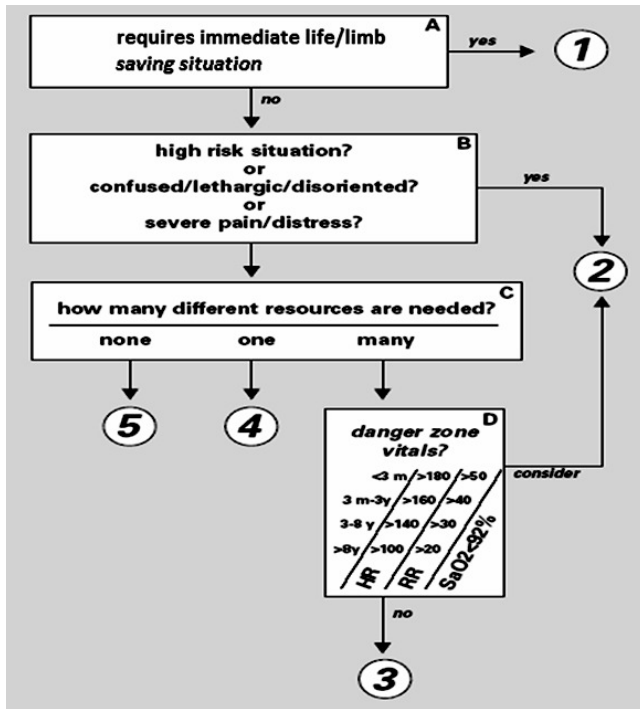 A
requires immediate life/limb
saving situation
yes
1
no
B
high risk situation?
or
confused/lethargic/disoriented?
or
severe pain/distress?
yes
2
C
how many different resources are needed?
none one many
5
4
D
danger zone
vitals?
<3 m >180 >50
3 m-3y >160 >40
3-8 y >140 >30
>8y >100 >20
HR RR SaO2<92%
consider
no
3